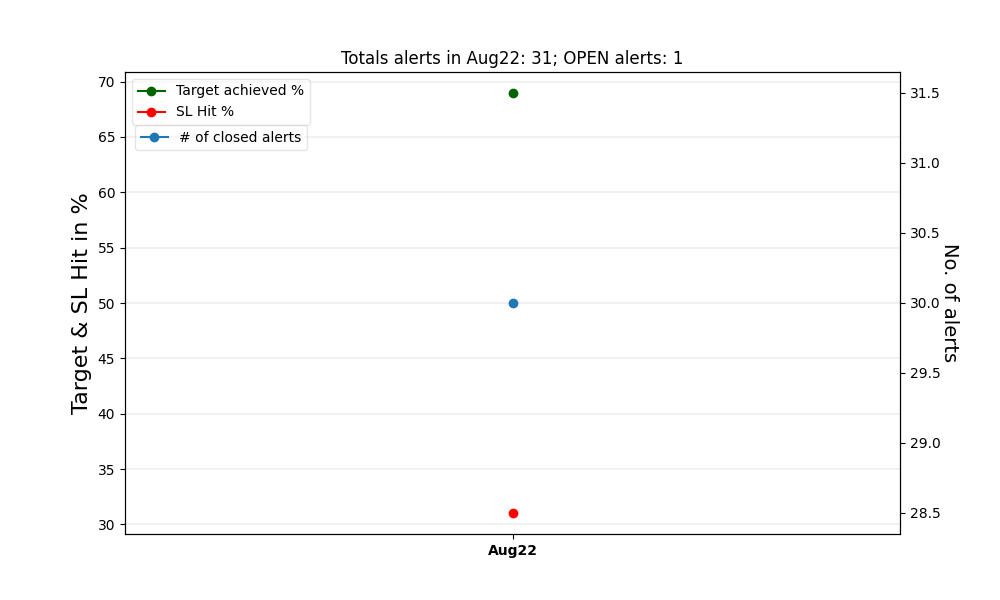 Totals alerts in Aug22: 31; OPEN alerts: 1
Target achieved %
SL Hit %
# of closed alerts
Target & SL Hit in %
70
65
60
55
50
45
40
35
30
31.5
31.0
30.5
30.0
29.5
29.0
28.5
No. of alerts
Aug22